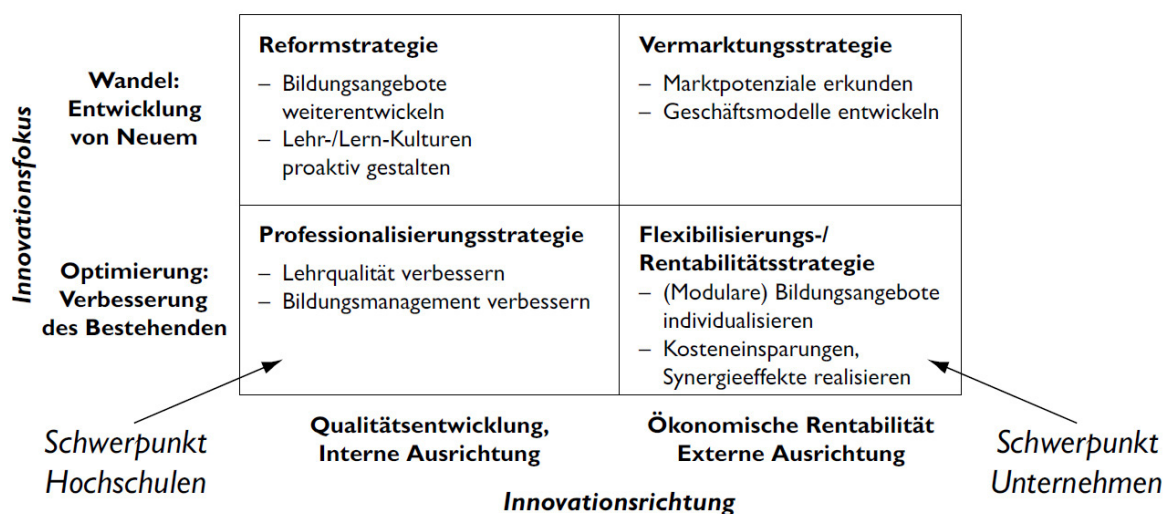 Innovationsfokus
Wandel:
Entwicklung
von Neuem
Reformstrategie
– Bildungsangebote
weiterentwickeln
– Lehr-/Lern-Kulturen
proaktiv gestalten
Vermarktungsstrategie
– Marktpotenziale erkunden
– Geschäftsmodelle entwickeln
Optimierung:
Verbesserung
des Bestehenden
Professionalisierungsstrategie
– Lehrqualität verbessern
– Bildungsmanagement verbessern
Flexibilisierungs-/
Rentabilitätsstrategie
– (Modulare) Bildungsangebote
individualisieren
– Kosteneinsparungen,
Synergieeffekte realisieren
Schwerpunkt
Hochschulen
Qualitätsentwicklung,
Interne Ausrichtung
Ökonomische Rentabilität
Externe Ausrichtung
Schwerpunkt
Unternehmen
Innovationsrichtung